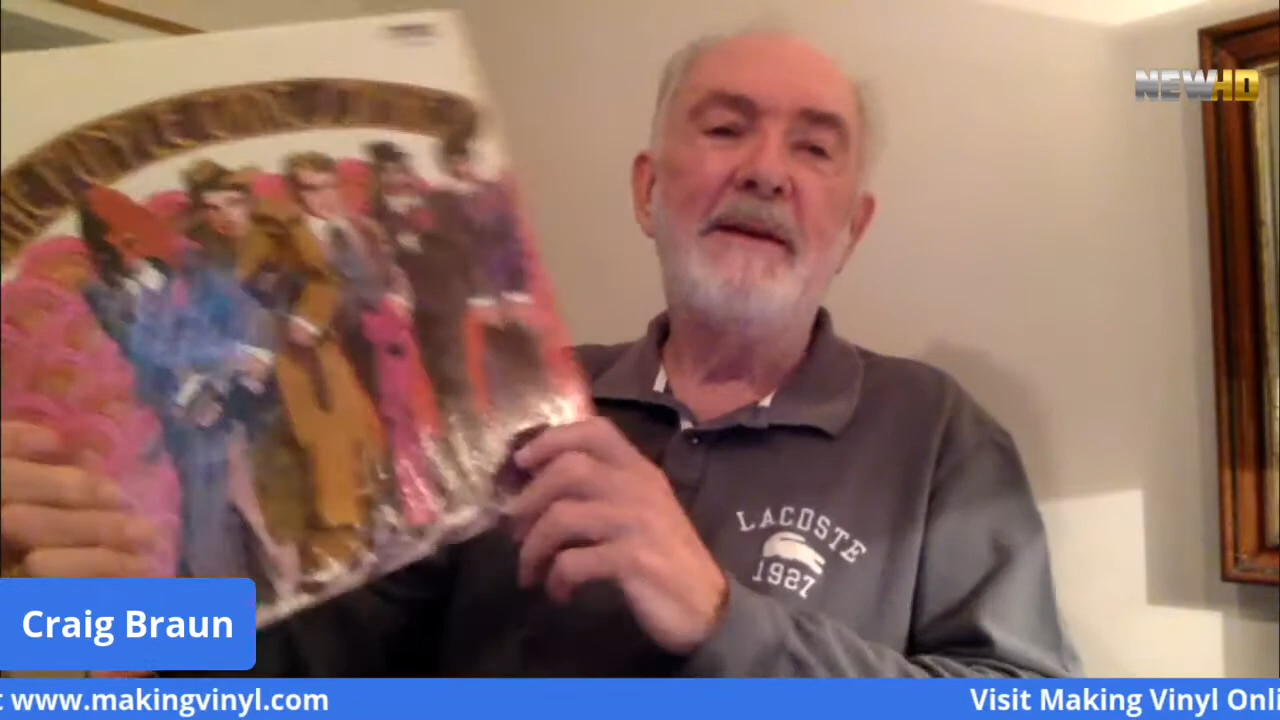 NEWHD
LACOSTE
1927
Craig Braun
: www.makingvinyl.com
Visit Making Vinyl Onli